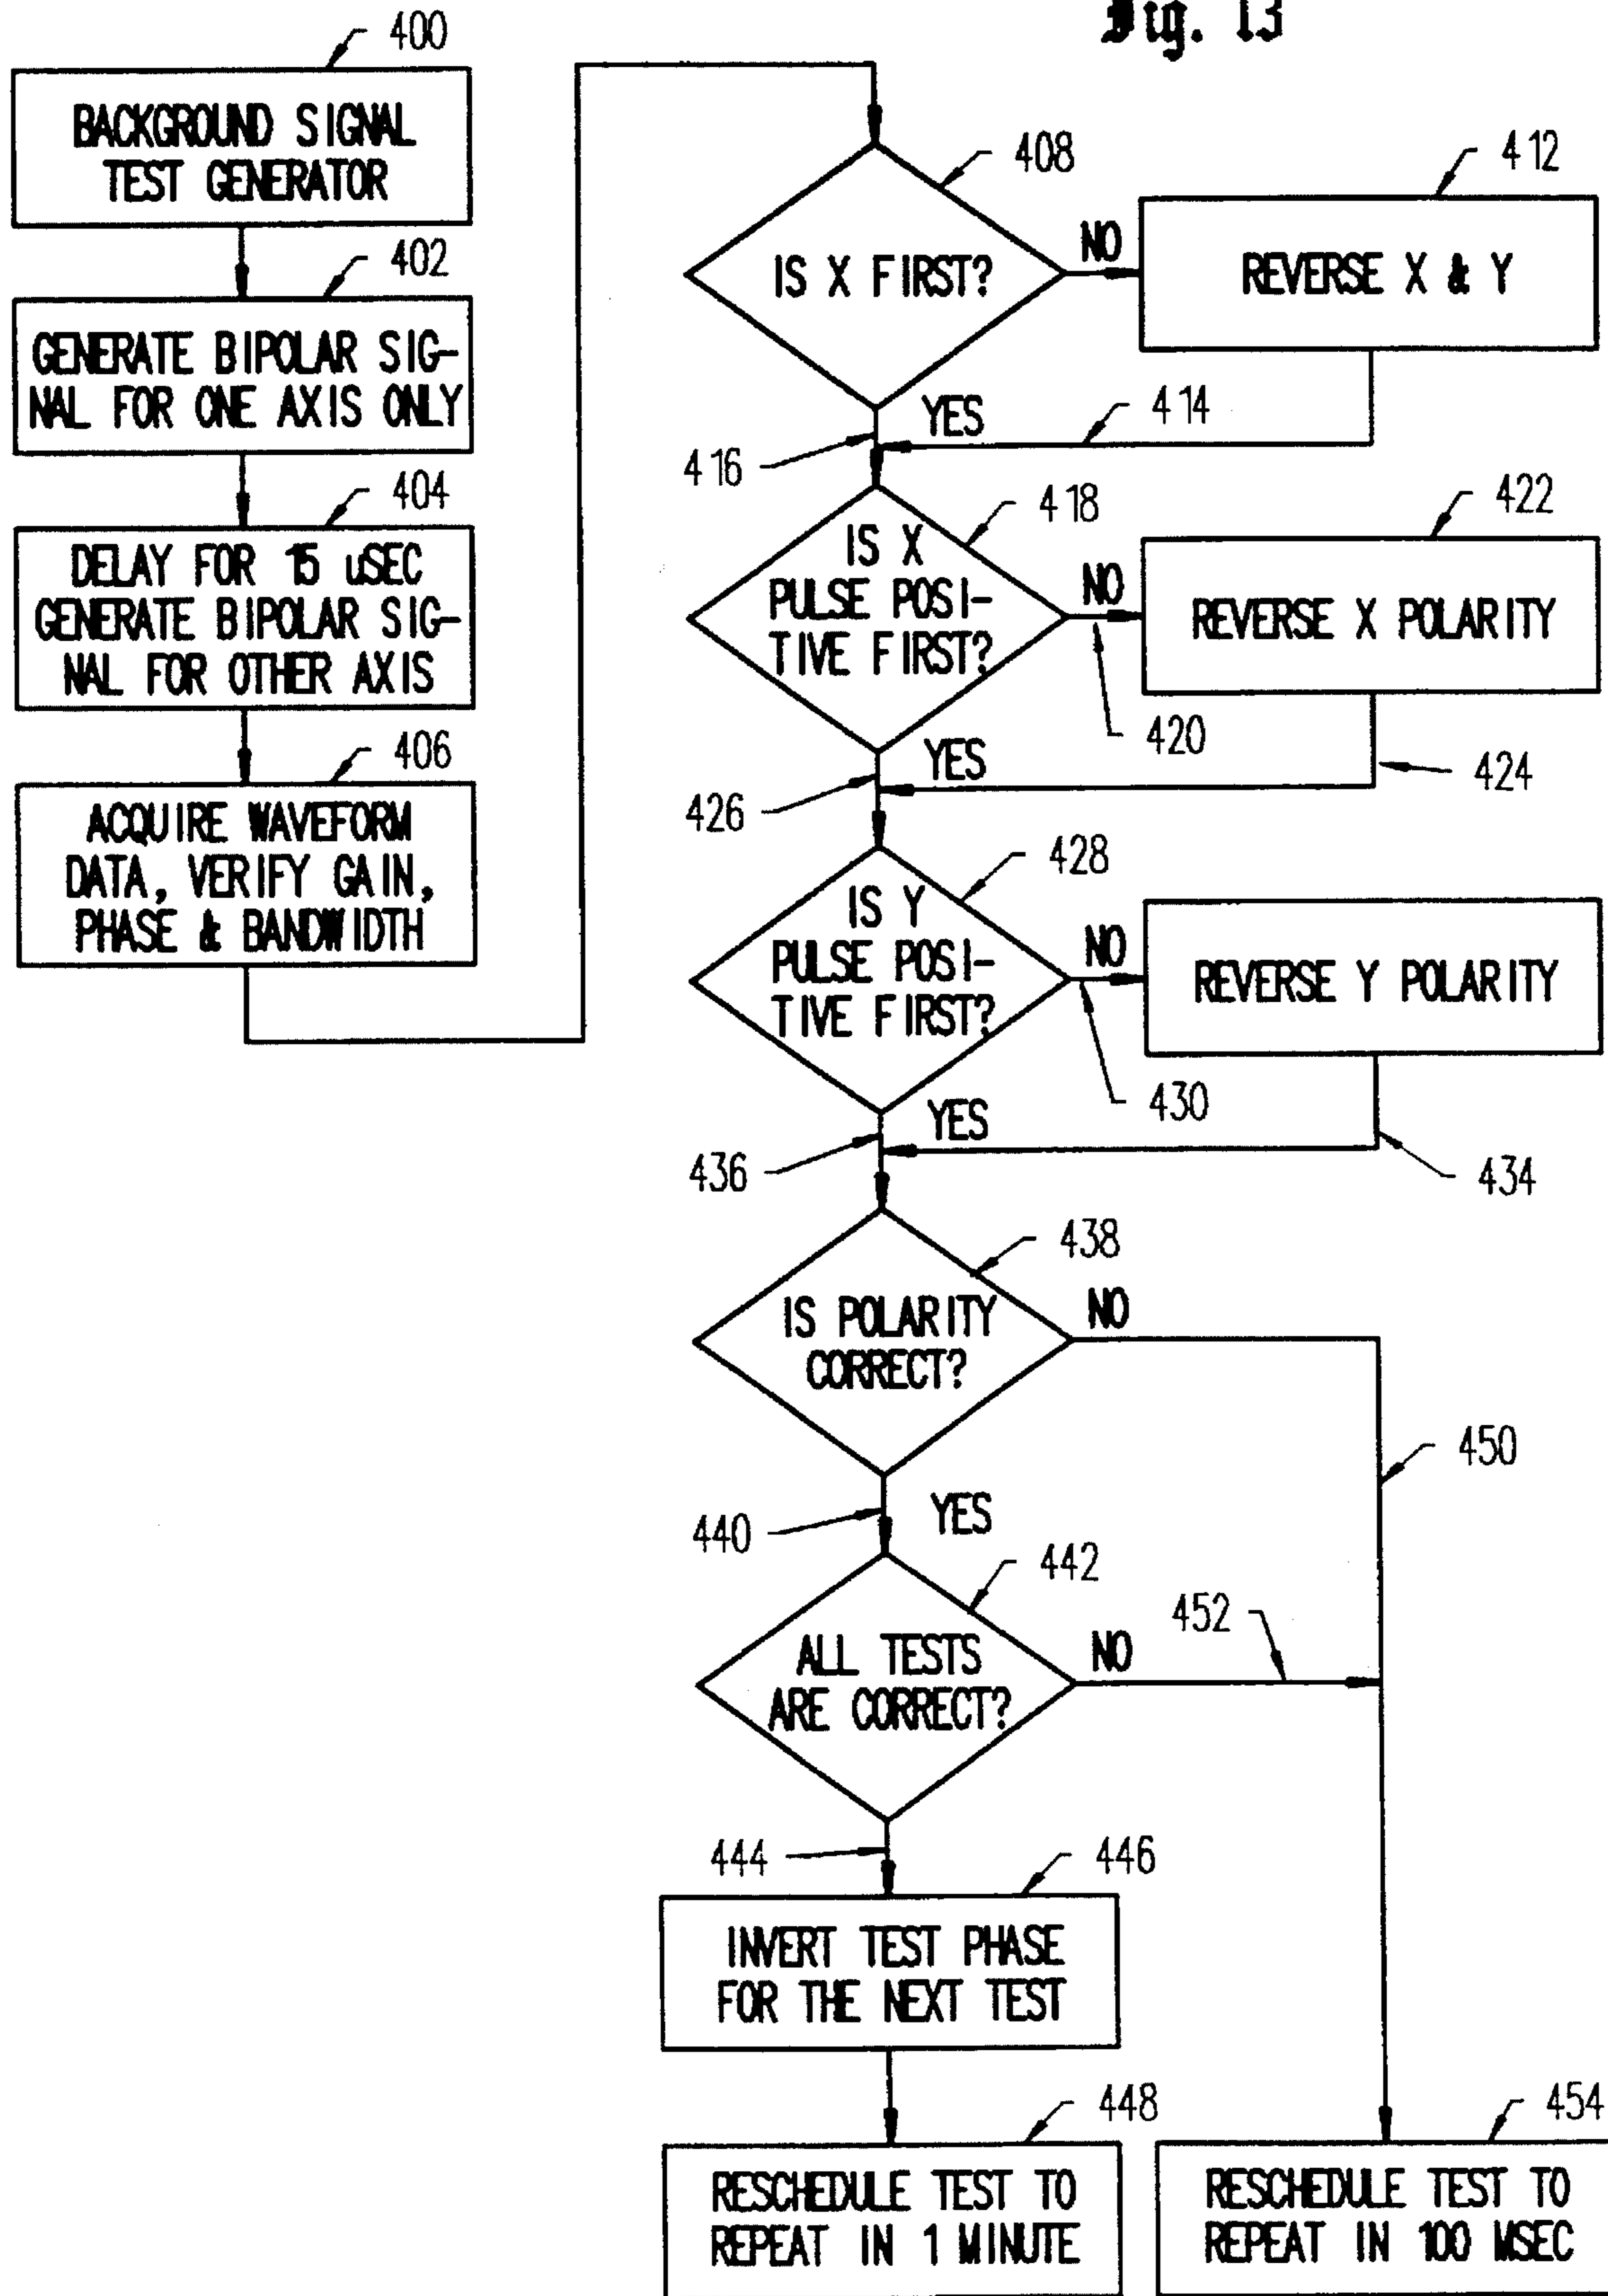 Fig. 13
400
BACKGROUND SIGNAL
TEST GENERATOR
402
GENERATE BIPOLAR SIG-
NAL FOR ONE AXIS ONLY
404
DELAY FOR 15 uSEC
GENERATE BIPOLAR SIG-
NAL FOR OTHER AXIS
406
ACQUIRE WAVEFORM
DATA, VERIFY GAIN,
PHASE & BANDWIDTH
408
IS X FIRST?
NO
412
REVERSE X & Y
YES
414
416
418
IS X
PULSE POSI-
TIVE FIRST?
NO
420
422
REVERSE X POLARITY
YES
424
426
428
IS Y
PULSE POSI-
TIVE FIRST?
NO
430
REVERSE Y POLARITY
YES
434
436
438
IS POLARITY
CORRECT?
NO
450
YES
440
442
ALL TESTS
ARE CORRECT?
NO
452
444
446
INVERT TEST PHASE
FOR THE NEXT TEST
448
RESCHEDULE TEST TO
REPEAT IN 1 MINUTE
454
RESCHEDULE TEST TO
REPEAT IN 100 MSEC